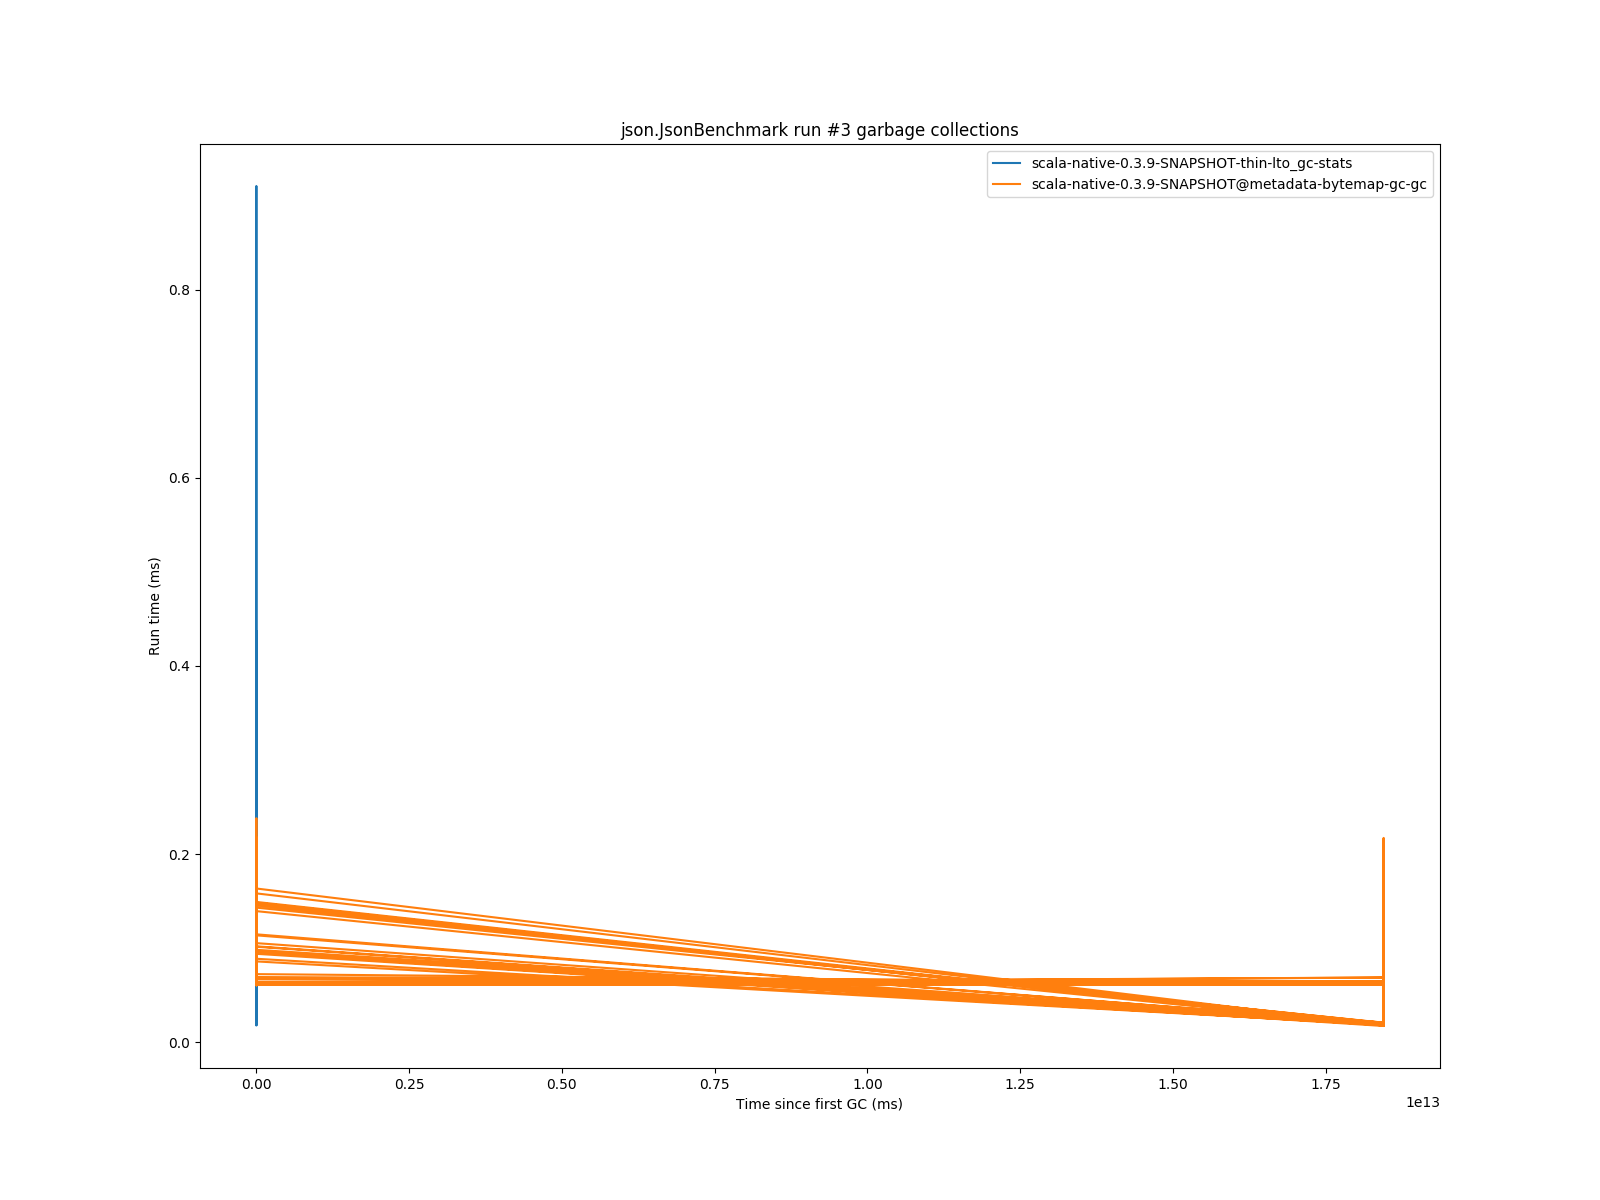 json.JsonBenchmark run #3 garbage collections
scala-native-0.3.9-SNAPSHOT-thin-lto_gc-stats
scala-native-0.3.9-SNAPSHOT@metadata-bytemap-gc-gc
Run time (ms)
0.8
0.6
0.4
0.2
0.0
0.00 0.25 0.50 0.75 1.00 1.25 1.50 1.75
1e13
Time since first GC (ms)